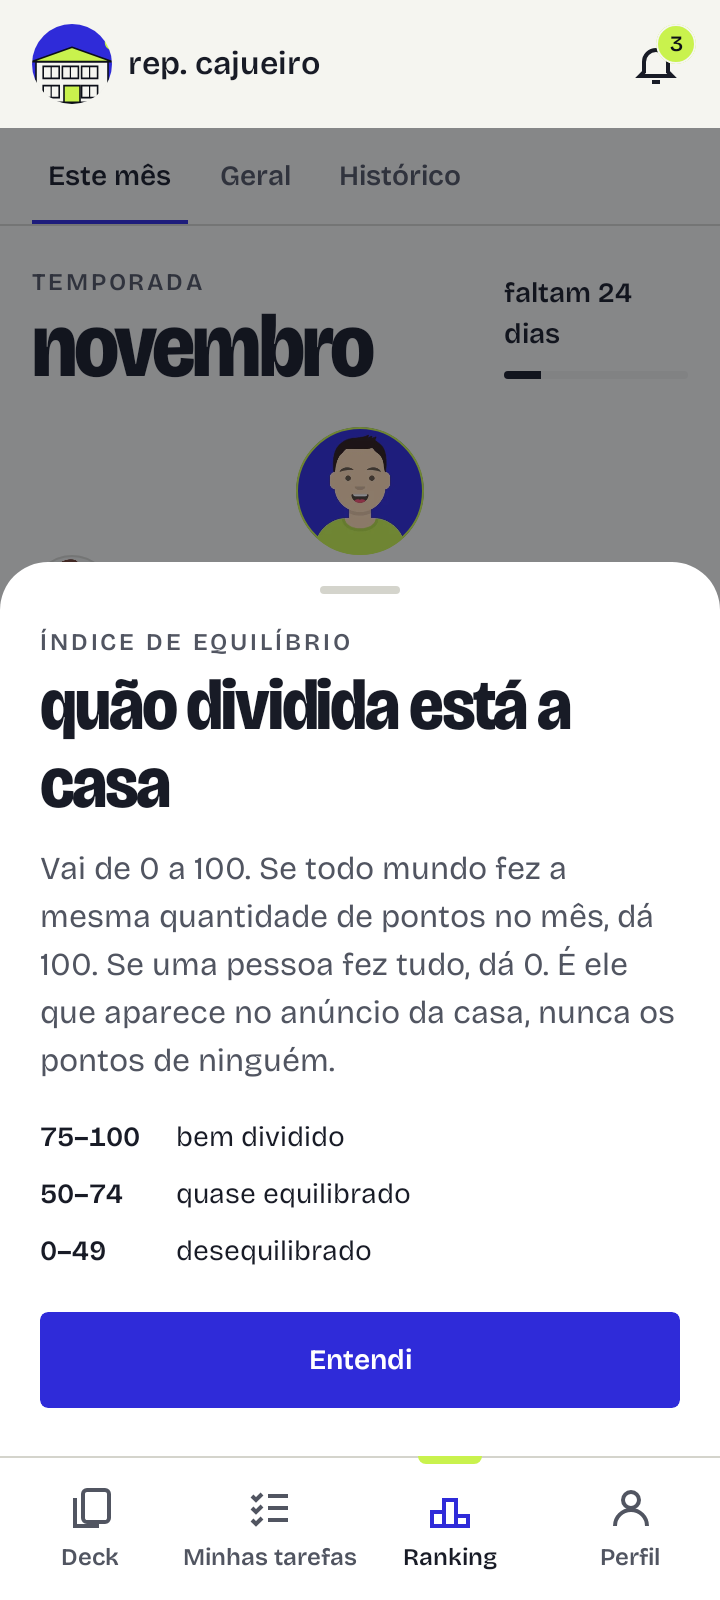 rep. cajueiro
3
Este mês
Geral
Histórico
TEMPORADA
novembro
faltam 24
dias
ÍNDICE DE EQUILÍBRIO
quão dividida está a
casa
Vai de 0 a 100. Se todo mundo fez a
mesma quantidade de pontos no mês, dá
100. Se uma pessoa fez tudo, dá 0. É ele
que aparece no anúncio da casa, nunca os
pontos de ninguém.
75–100 bem dividido
50–74 quase equilibrado
0–49 desequilibrado
Entendi
Deck
Minhas tarefas
Ranking
Perfil